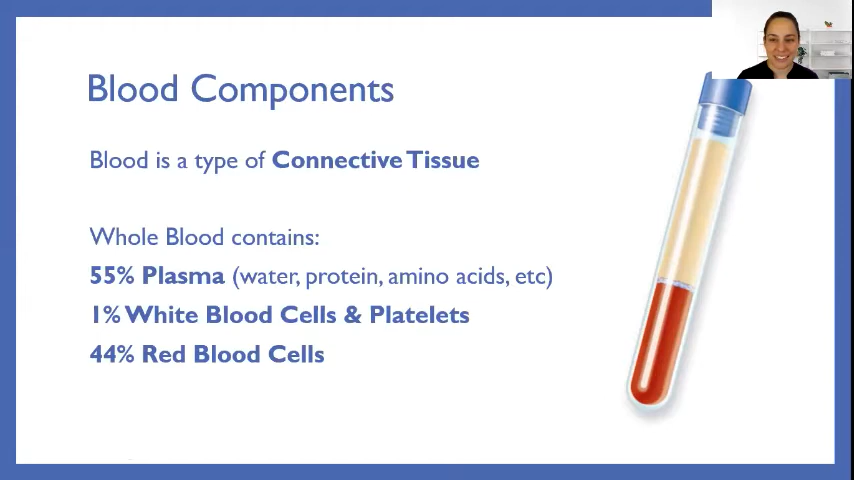 Blood Components
Blood is a type of Connective Tissue
Whole Blood contains:
55% Plasma (water, protein, amino acids, etc)
1% White Blood Cells & Platelets
44% Red Blood Cells